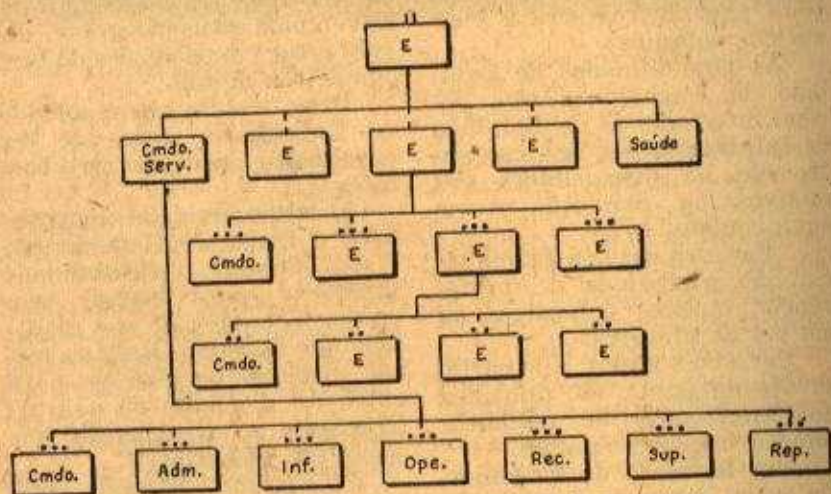 E
Cmdo.
Serv.
E
E
E
Saúde
Cmdo.
E
E
E
Cmdo.
E
E
E
Cmdo.
Adm.
Inf.
Ope.
Rec.
Sup.
Rep.